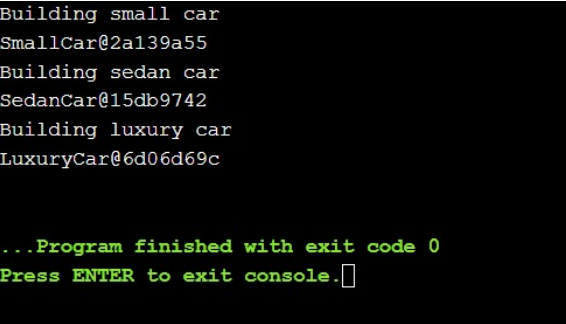 Building small car
SmallCar@2a139a55
Building sedan car
SedanCar@15db9742
Building luxury car
LuxuryCar@6d06d69c
...Program finished with exit code 0
Press ENTER to exit console.